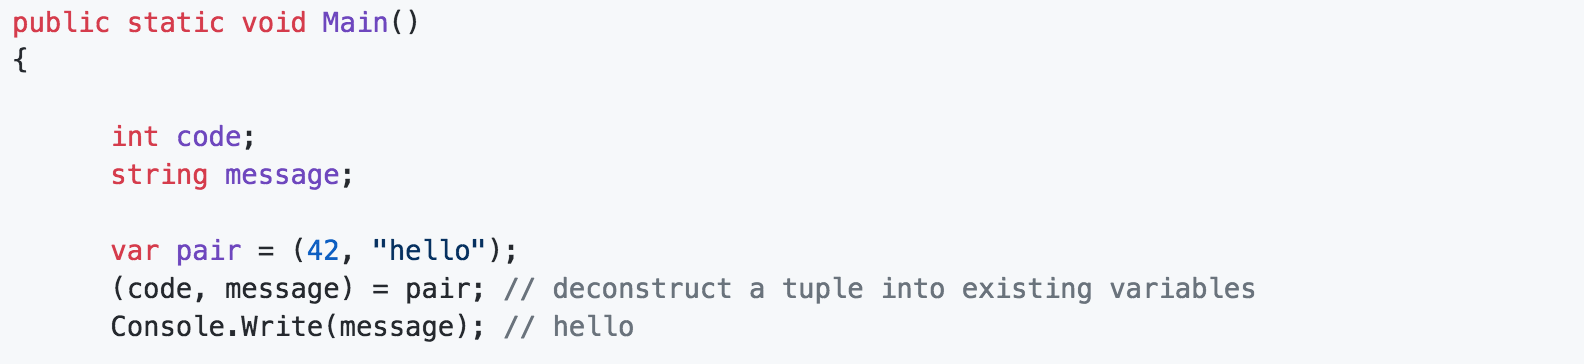 public static void Main()
{
int code;
string message;
var pair = (42, "hello");
(code, message) = pair; // deconstruct a tuple into existing variables
Console.Write(message); // hello